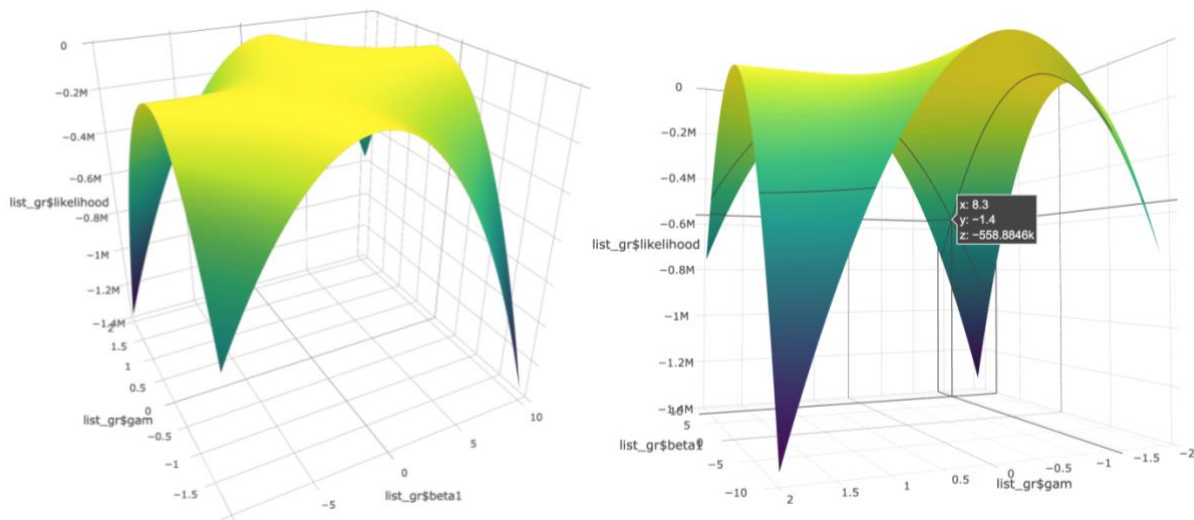 0
−0.2M
−0.4M
−0.6M
list_gr$likelihood
−0.8M
−1M
−1.2M
−1.4M
2
1.5
1
0.5
list_gr$gam
0
−0.5
−1
−1.5
−5
0
5
10
list_gr$beta1
0
−0.2M
−0.4M
−0.6M
list_gr$likelihood
−0.8M
−1M
−1.2M
−1.4M
x: 8.3
y: −1.4
z: −558.8846k
10
5
0
list_gr$beta1
−5
−10
2
1.5
1
0.5
0
−0.5
−1
−1.5
−2
list_gr$gam